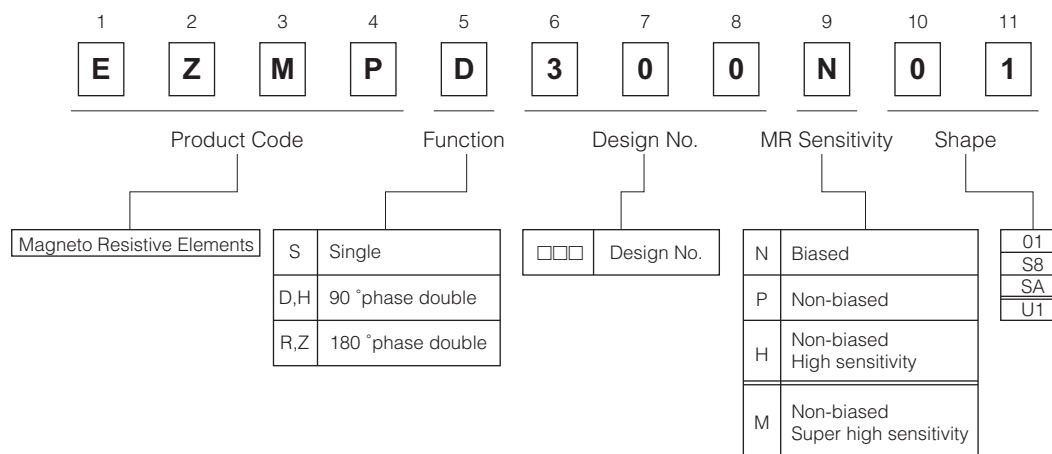 1 2 3 4 5 6 7 8 9 10 11
E Z M P D 3 0 0 N 0 1
Product Code Function Design No. MR Sensitivity Shape
Magneto Resistive Elements
S Single
D,H 90 ˚phase double
R,Z 180 ˚phase double
□□□ Design No.
N Biased
P Non-biased
H Non-biased
High sensitivity
M Non-biased
Super high sensitivity
01
S8
SA
U1